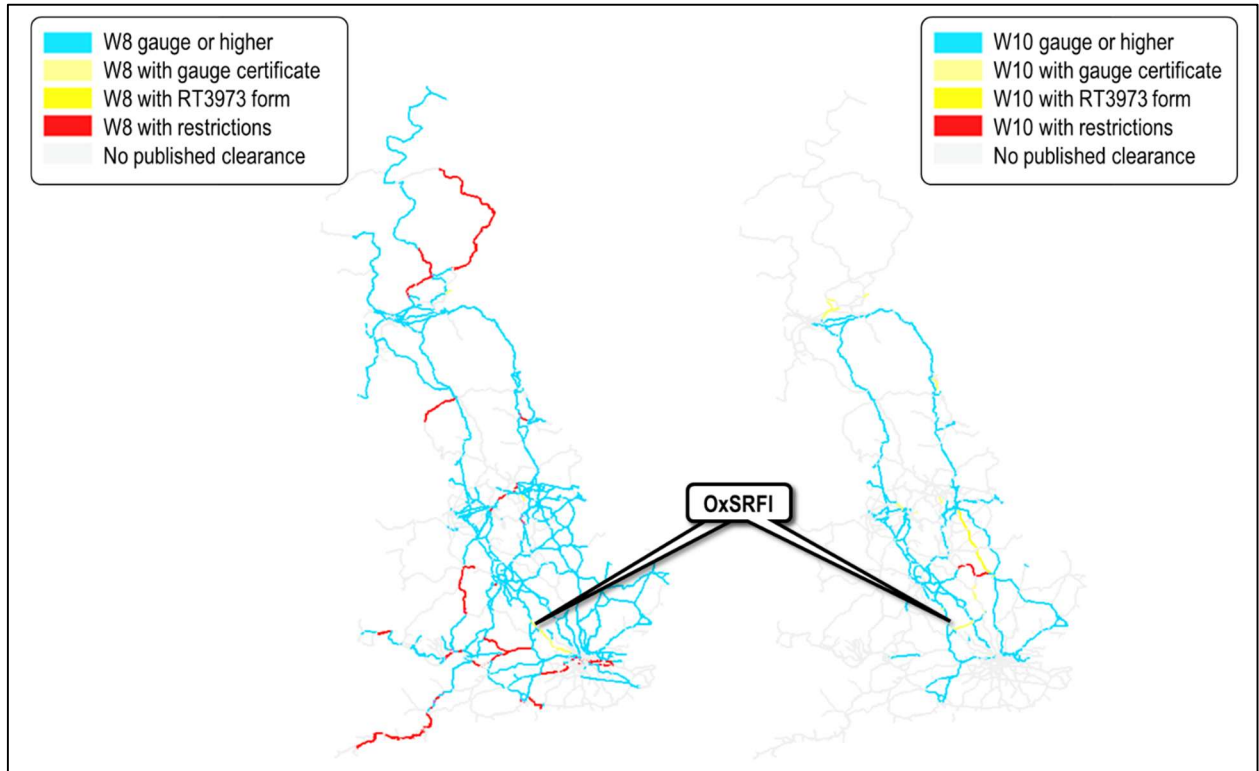 W8 gauge or higher
W8 with gauge certificate
W8 with RT3973 form
W8 with restrictions
No published clearance
W10 gauge or higher
W10 with gauge certificate
W10 with RT3973 form
W10 with restrictions
No published clearance
OxSRFI